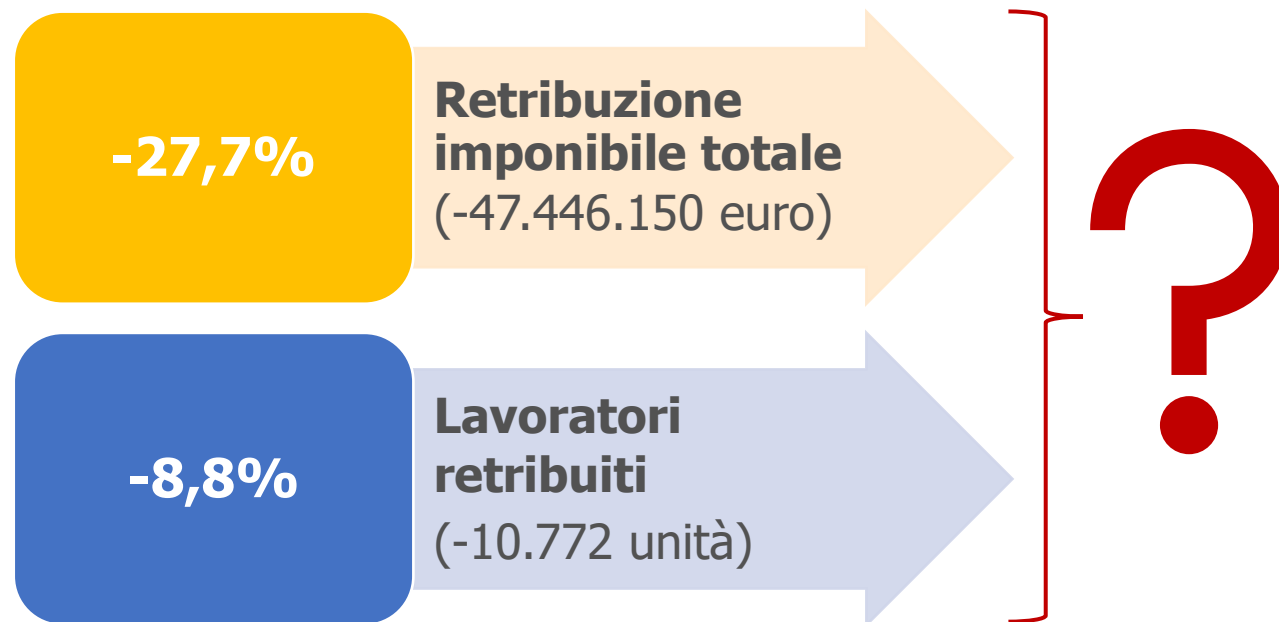 -27,7%
Retribuzione
imponibile totale
(-47.446.150 euro)
-8,8%
Lavoratori
retribuiti
(-10.772 unità)
?